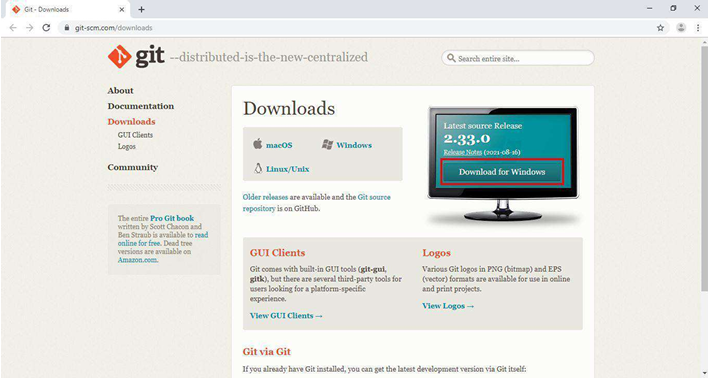 Git - Downloads
git-scm.com/downloads
git --distributed-is-the-new-centralized
Search entire site...
About
Documentation
Downloads
GUI Clients
Logos
Community
The entire Pro Git book
written by Scott Chacon and
Ben Straub is available to read
online for free. Dead tree
versions are available on
Amazon.com.
Downloads
macOS
Windows
Linux/Unix
Older releases are available and the Git source
repository is on GitHub.
Latest source Release
2.33.0
Release Notes (2021-08-16)
Download for Windows
GUI Clients
Git comes with built-in GUI tools (git-gui,
gitk), but there are several third-party tools for
users looking for a platform-specific
experience.
View GUI Clients →
Logos
Various Git logos in PNG (bitmap) and EPS
(vector) formats are available for use in online
and print projects.
View Logos →
Git via Git
If you already have Git installed, you can get the latest development version via Git itself: